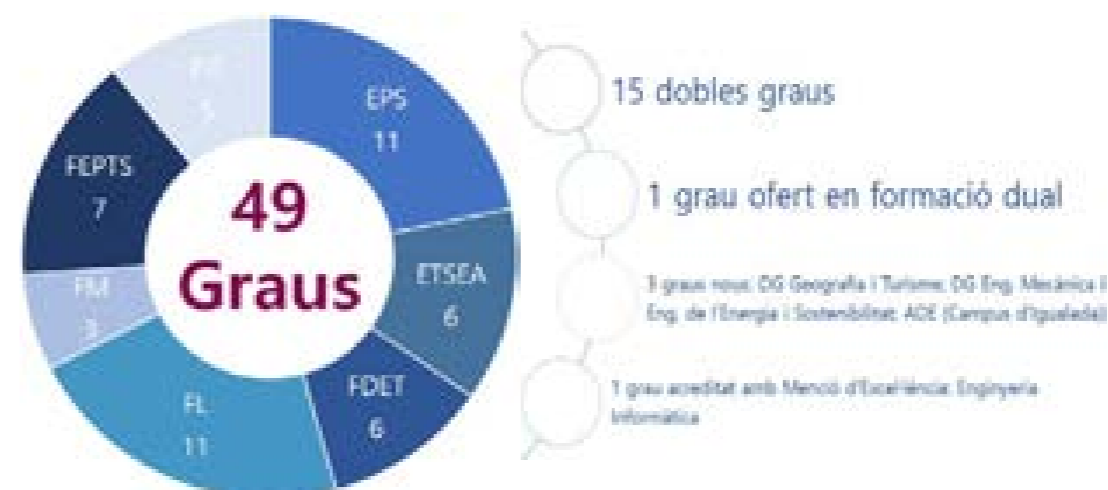 EPS
11
ETSEA
6
FDET
6
FL
11
FM
3
FEPTS
7
5
49
Graus
15 dobles graus
1 grau ofert en formació dual
3 graus nous: DG Geografia i Turisme; DG Eng. Mecànica i
Eng. de l'Energia i Sostenibilitat; ADE (Campus d'Igualada)
1 grau acreditat amb Menció d'Excel·lència: Enginyeria
Informàtica